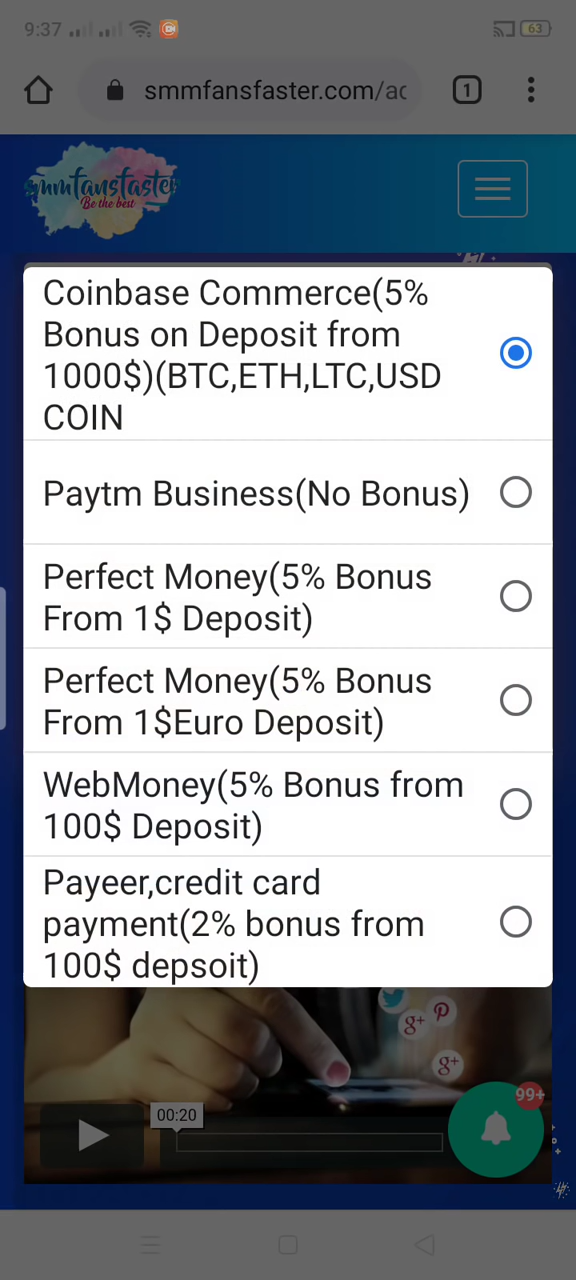 9:37
63
smmfansfaster.com/ac
1
smmfansfaster
Be the best
Coinbase Commerce(5%
Bonus on Deposit from
1000$)(BTC,ETH,LTC,USD
COIN
Paytm Business(No Bonus)
Perfect Money(5% Bonus
From 1$ Deposit)
Perfect Money(5% Bonus
From 1$Euro Deposit)
WebMoney(5% Bonus from
100$ Deposit)
Payeer,credit card
payment(2% bonus from
100$ depsoit)
g+
g+
00:20
99+